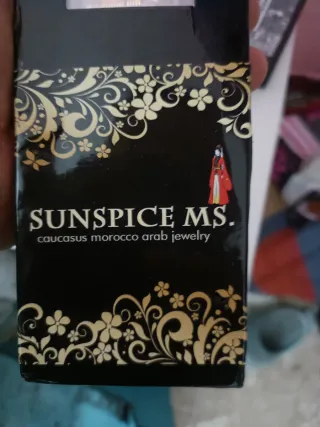 SUNSPICE MS.
caucasus morocco arab jewelry